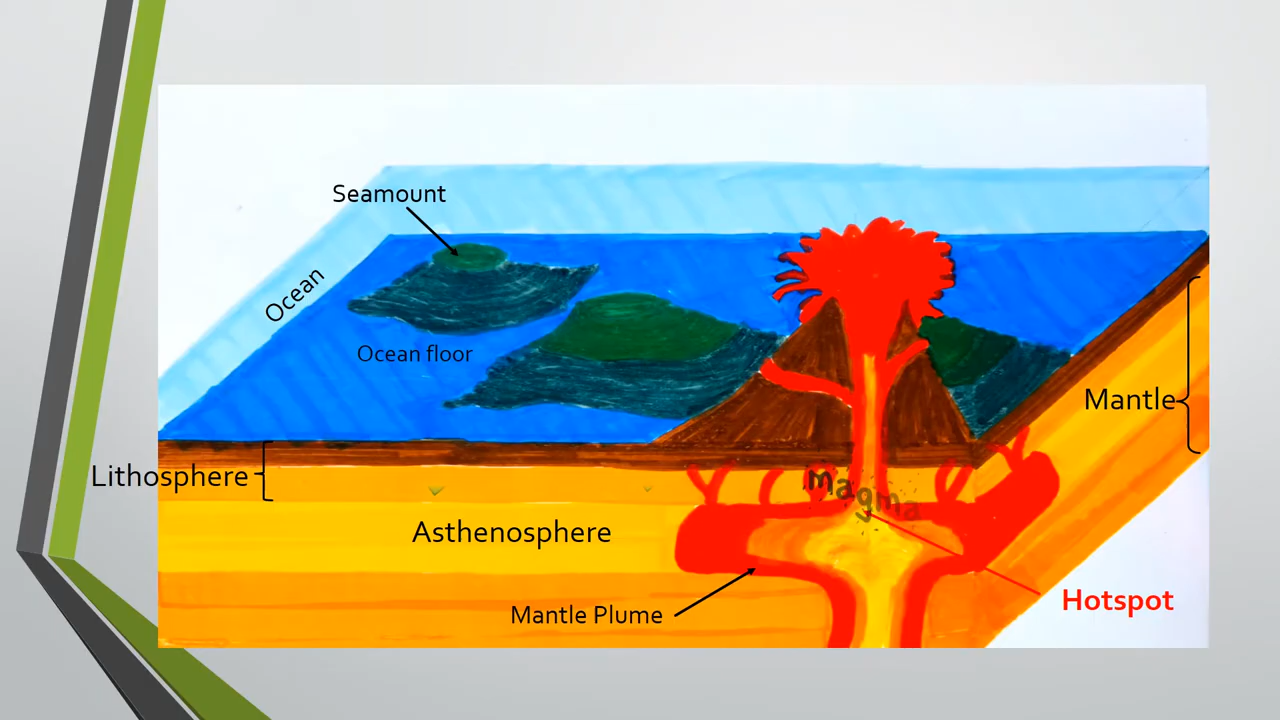 Seamount
Ocean
Ocean floor
Mantle
Lithosphere
Magma
Asthenosphere
Mantle Plume
Hotspot